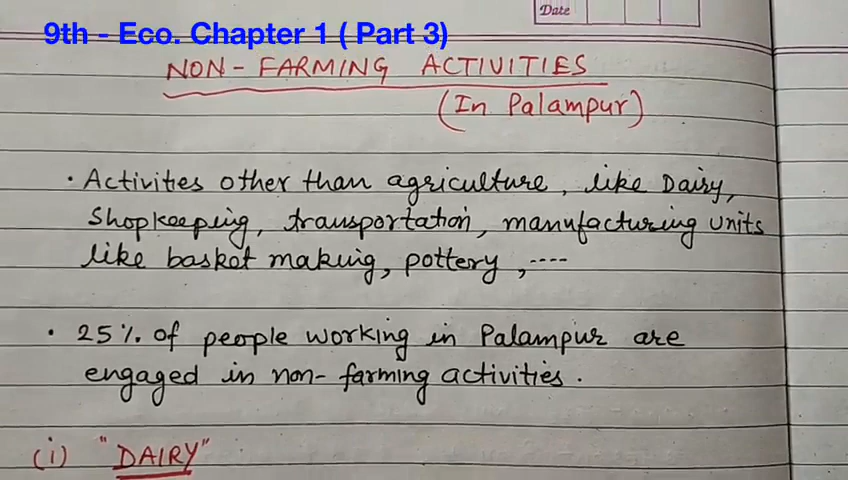 Date
9th - Eco. Chapter 1 ( Part 3)
NON-FARMING ACTIVITIES
(In Palampur)
• Activities other than agriculture, like Dairy,
Shopkeeping, transportation, manufacturing units
like basket making, pottery, ----
• 25% of people working in Palampur are
engaged in non-farming activities.
(i) "DAIRY"